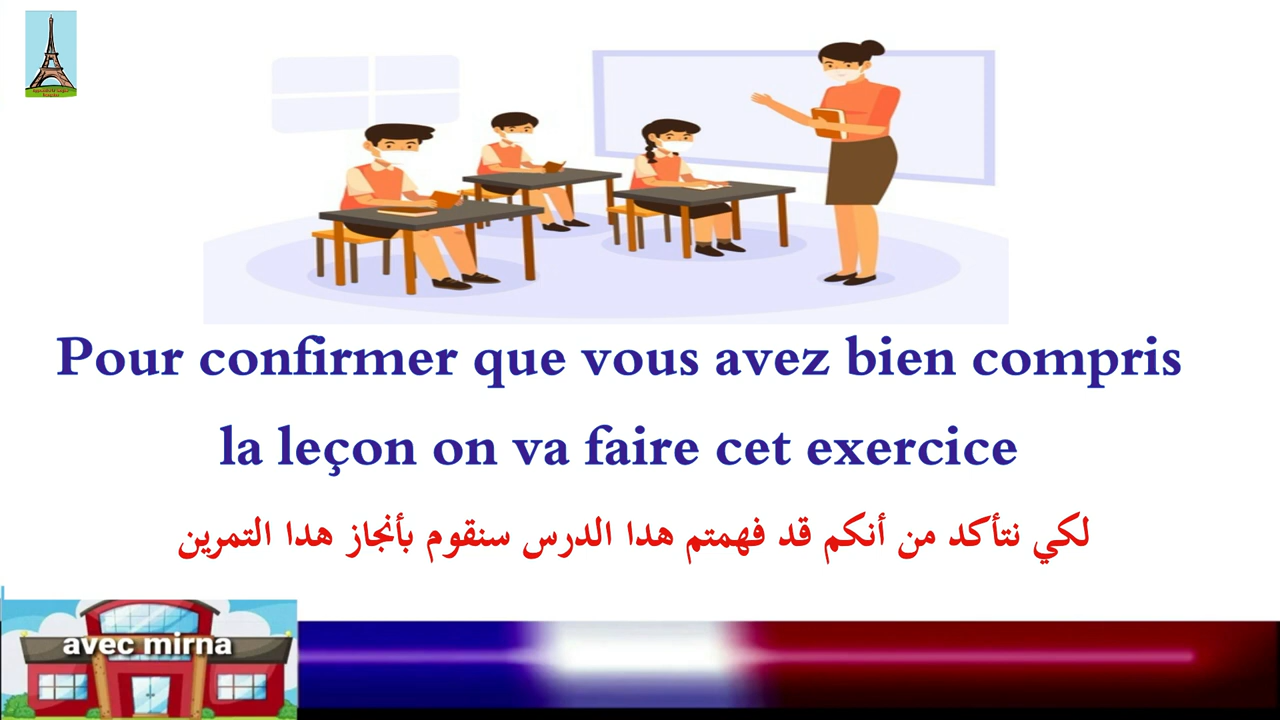 Pour confirmer que vous avez bien compris
la leçon on va faire cet exercice
لكي نتأكد من أنكم قد فهمتم هدا الدرس سنقوم بأنجاز هدا التمرين
avec mirna